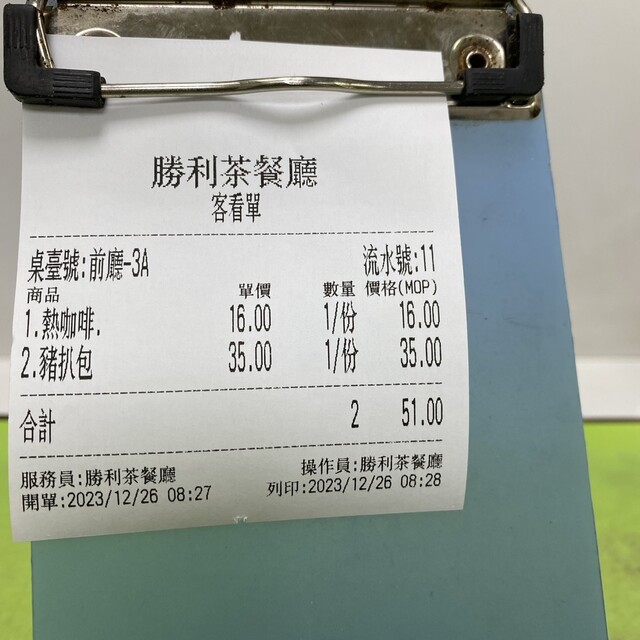 勝利茶餐廳
客看單
桌臺號:前廳-3A 流水號:11
商品 單價 數量 價格(MOP)
1.熱咖啡. 16.00 1/份 16.00
2.豬扒包 35.00 1/份 35.00
合計 2 51.00
服務員:勝利茶餐廳 操作員:勝利茶餐廳
開單:2023/12/26 08:27 列印:2023/12/26 08:28